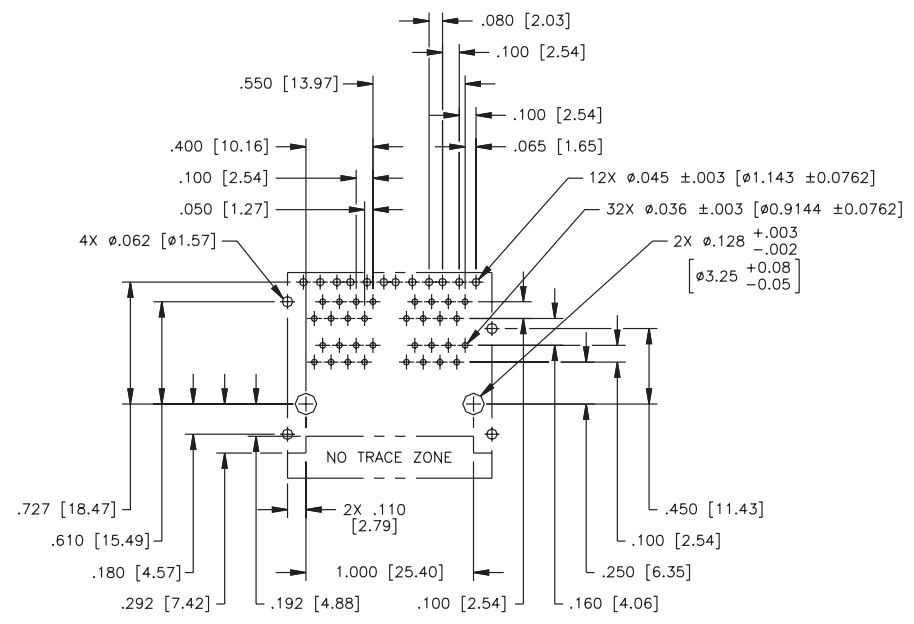 .080 [2.03]
.100 [2.54]
.550 [13.97]
.100 [2.54]
.400 [10.16]
.065 [1.65]
.100 [2.54]
12X ø.045 ±.003 [ø1.143 ±0.0762]
.050 [1.27]
32X ø.036 ±.003 [ø0.9144 ±0.0762]
4X ø.062 [ø1.57]
2X ø.128 +.003 -.002
[ø3.25 +0.08 -0.05]
NO TRACE ZONE
.727 [18.47]
2X .110
[2.79]
.450 [11.43]
.610 [15.49]
.100 [2.54]
.180 [4.57]
1.000 [25.40]
.250 [6.35]
.292 [7.42]
.192 [4.88]
.100 [2.54]
.160 [4.06]